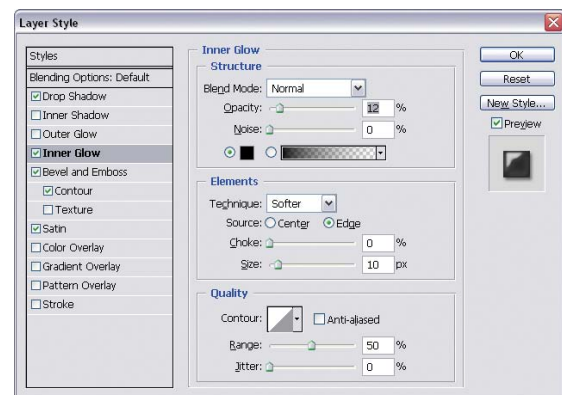 Layer Style
Styles
Blending Options: Default
Drop Shadow
Inner Shadow
Outer Glow
Inner Glow
Bevel and Emboss
Contour
Texture
Satin
Color Overlay
Gradient Overlay
Pattern Overlay
Stroke
Inner Glow
Structure
Blend Mode: Normal
Opacity: 12 %
Noise: 0 %
Elements
Technique: Softer
Source: Center Edge
Choke: 0 %
Size: 10 px
Quality
Contour: Anti-aliased
Range: 50 %
Jitter: 0 %
OK
Reset
New Style...
Preview